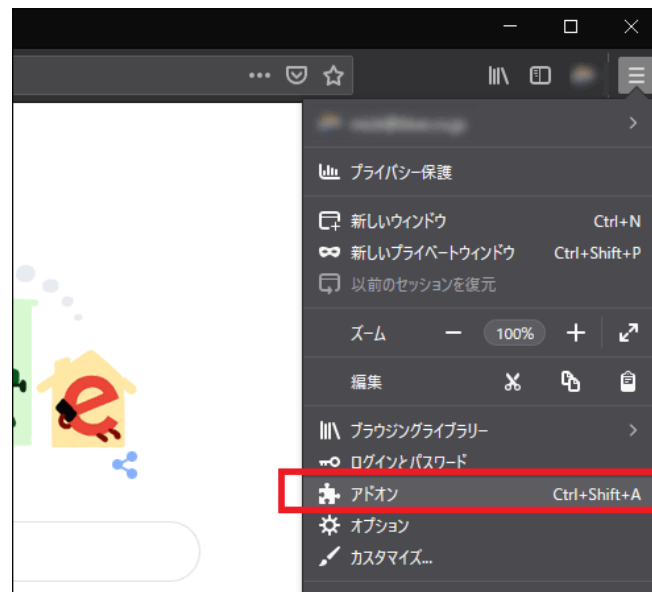 プライバシー保護
新しいウィンドウ Ctrl+N
新しいプライベートウィンドウ Ctrl+Shift+P
以前のセッションを復元
ズーム 100%
編集
ブラウジングライブラリー
ログインとパスワード
アドオン Ctrl+Shift+A
オプション
カスタマイズ...
e